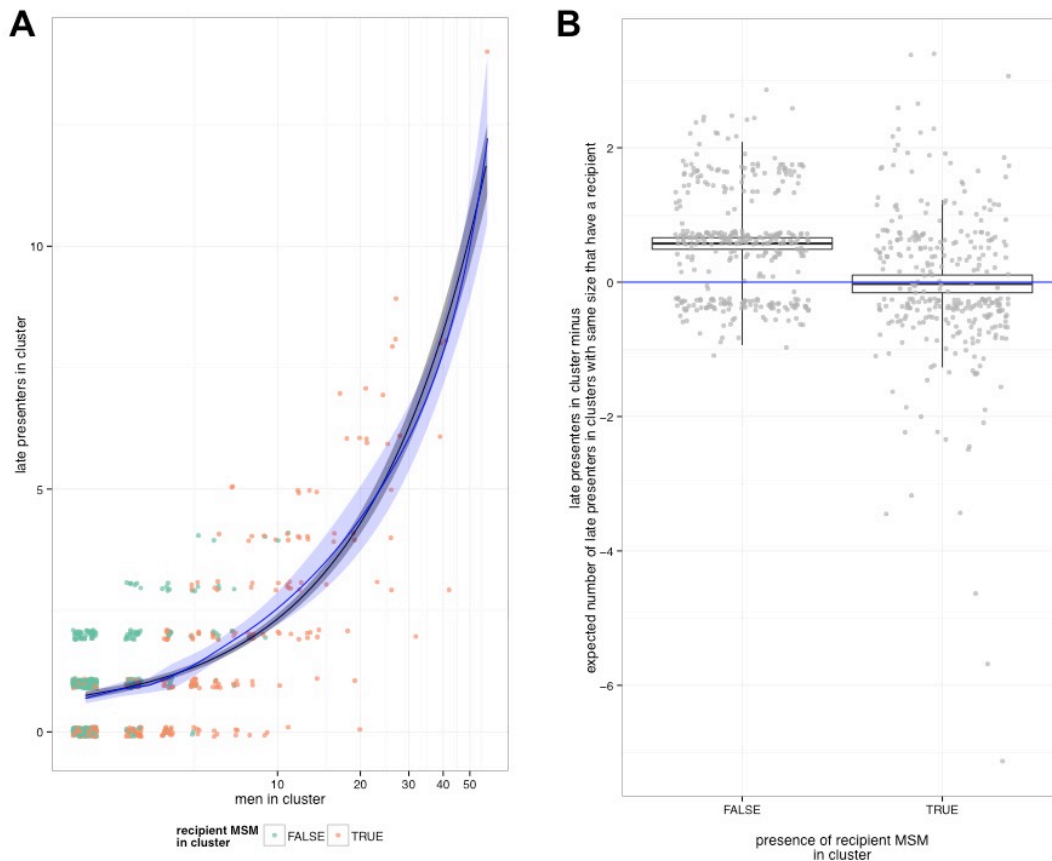 A
late presenters in cluster
10
5
0
10
20
30
40
50
men in cluster
recipient MSM
in cluster
FALSE
TRUE
B
late presenters in cluster minus
expected number of late presenters in clusters with same size that have a recipient
2
0
−2
−4
−6
FALSE
TRUE
presence of recipient MSM
in cluster